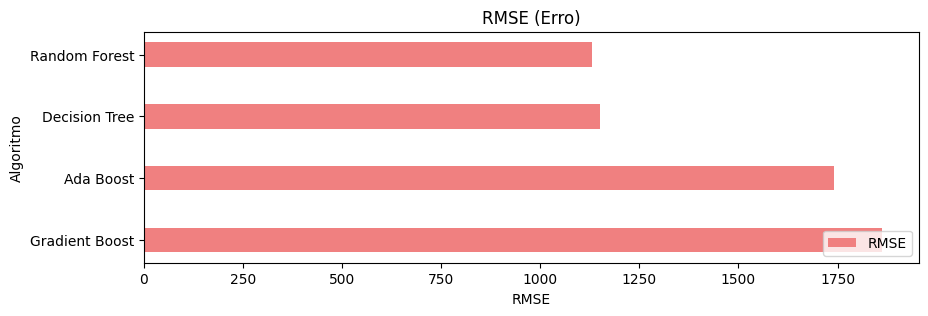 RMSE (Erro)
Algoritmo
Random Forest
Decision Tree
Ada Boost
Gradient Boost
RMSE
0 250 500 750 1000 1250 1500 1750
RMSE